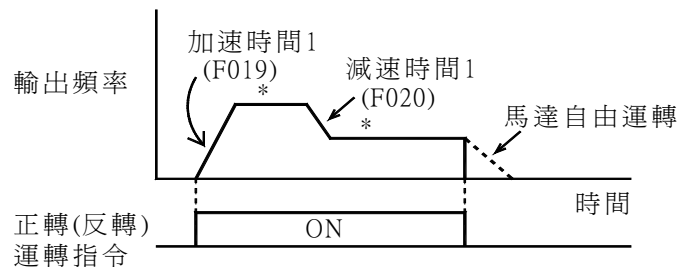 加速時間1
(F019)
*
減速時間1
(F020)
*
輸出頻率
馬達自由運轉
時間
正轉(反轉)
運轉指令
ON